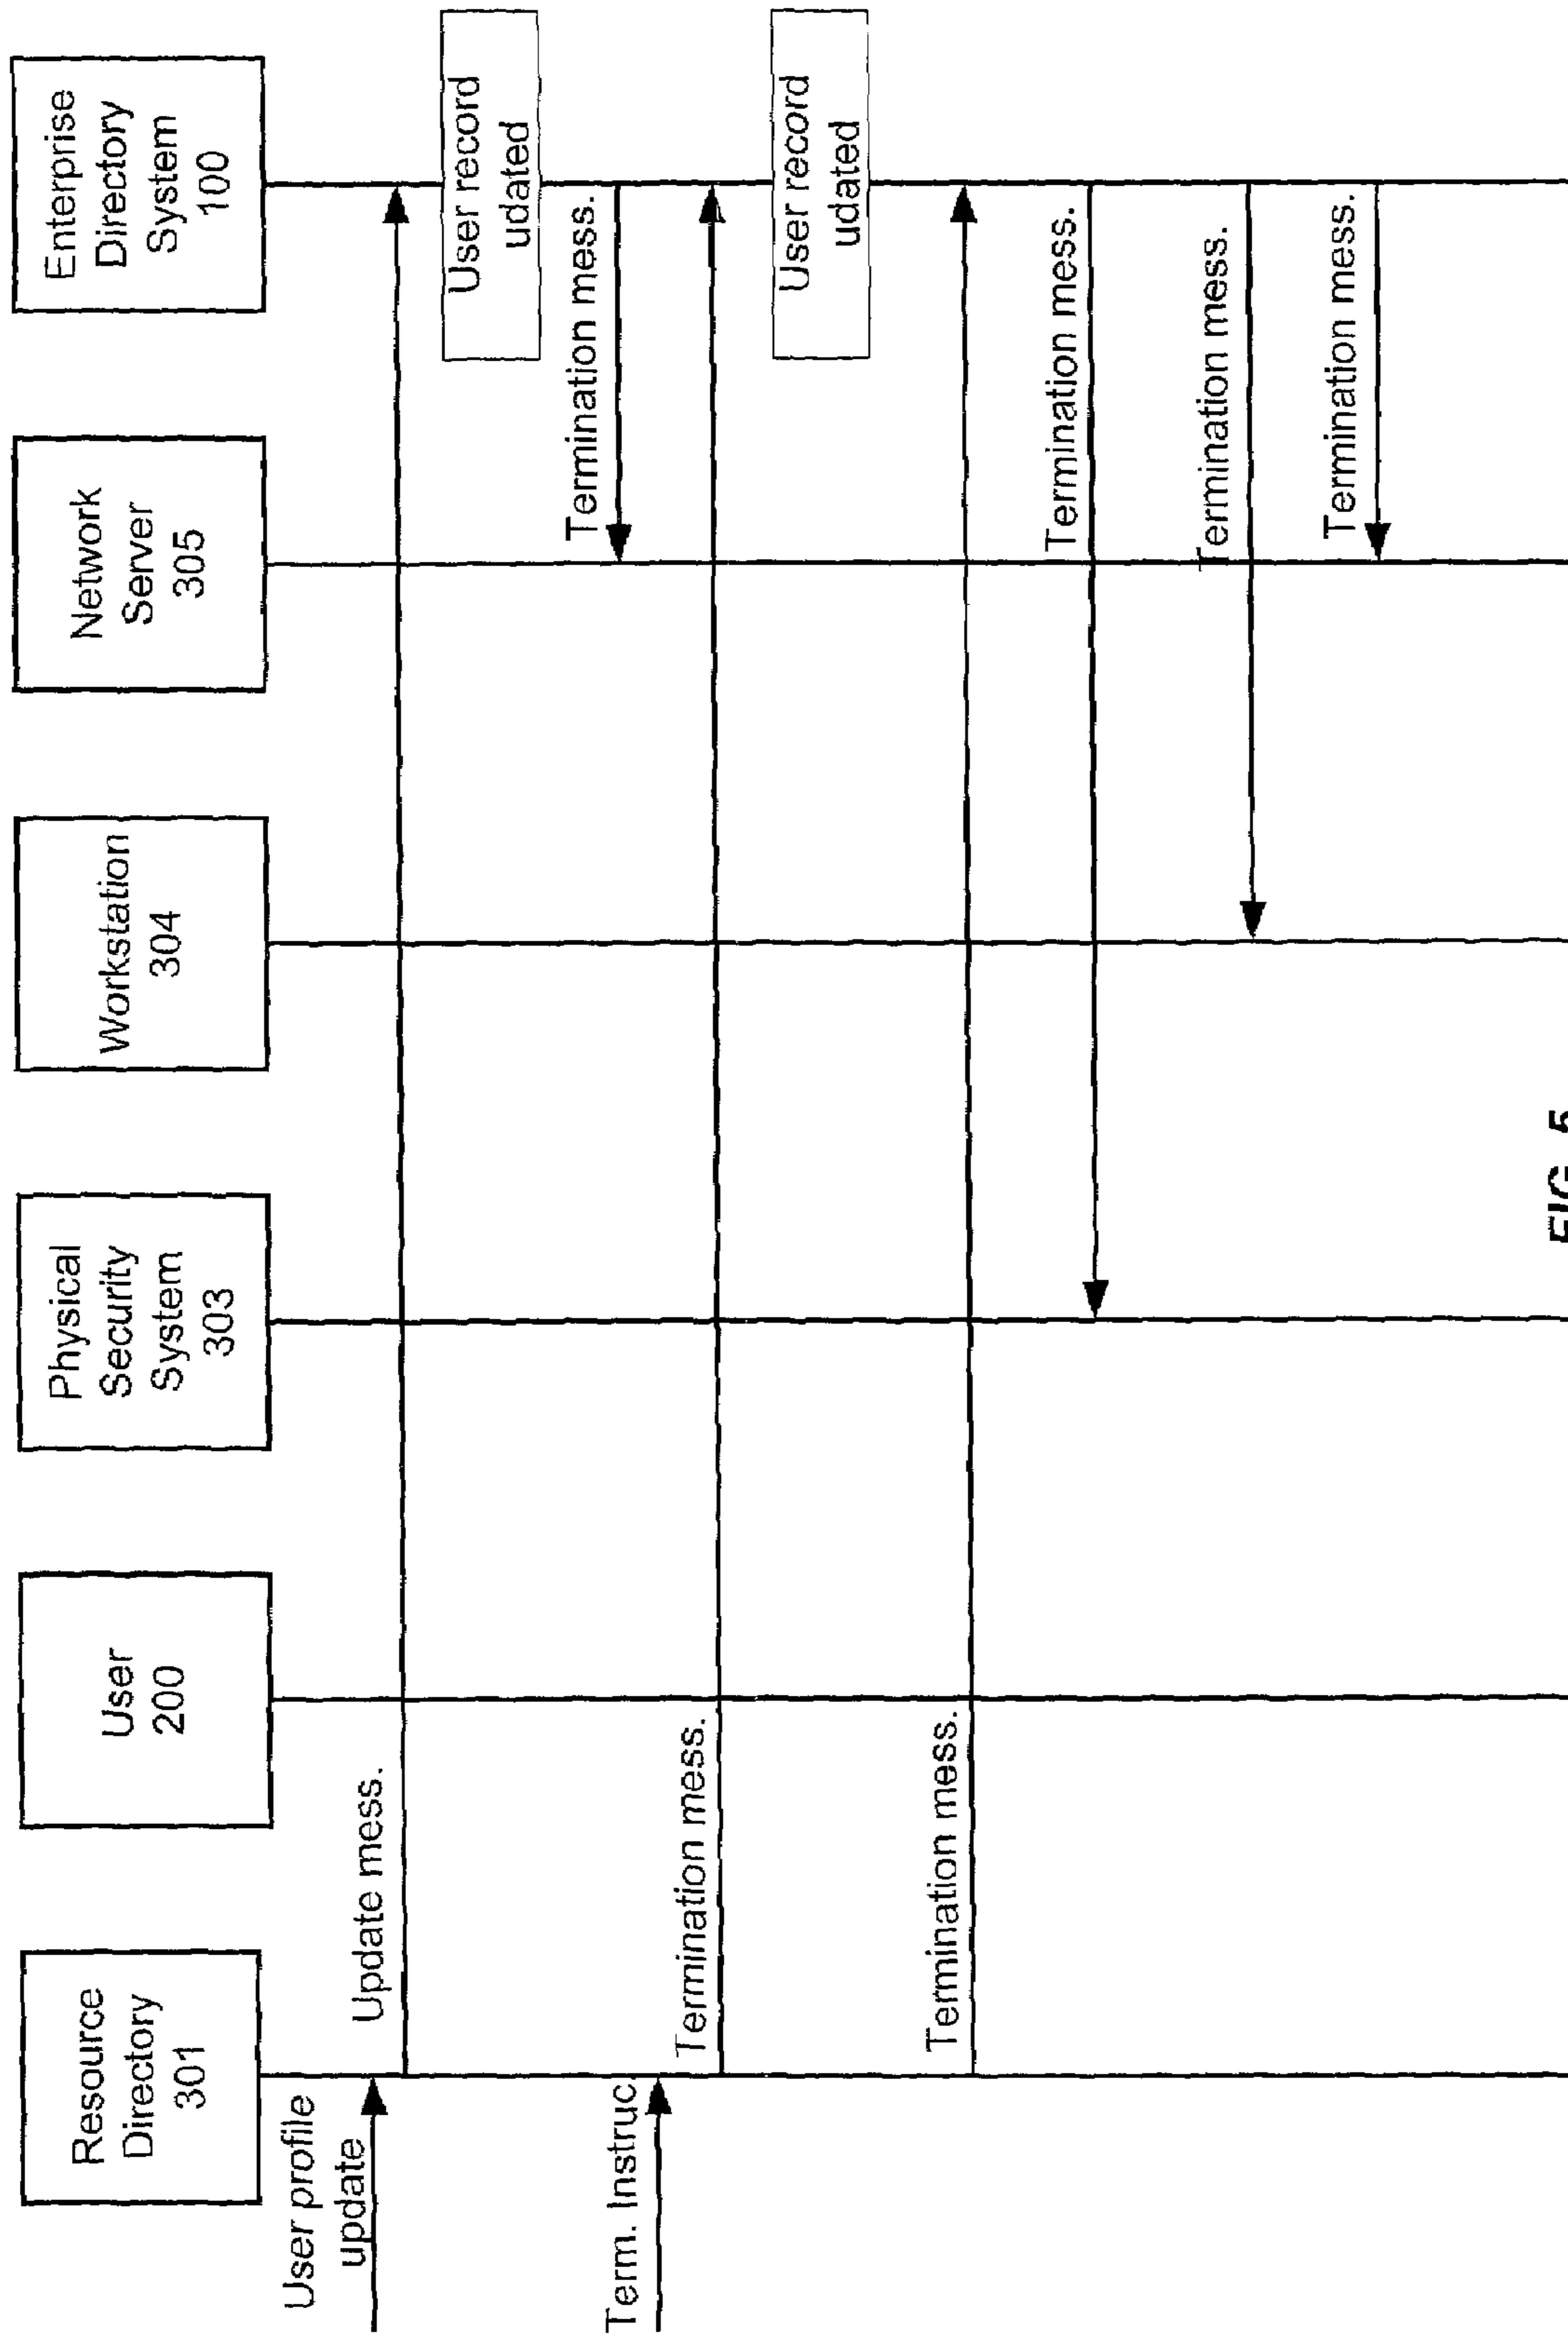 Resource
Directory
301
User
200
Physical
Security
System
303
Workstation
304
Network
Server
305
Enterprise
Directory
System
100
User profile
update
Update mess.
User record
udated
Termination mess.
Term. Instruc.
Termination mess.
User record
udated
Termination mess.
Termination mess.
Termination mess.
Termination mess.
FIG. 5